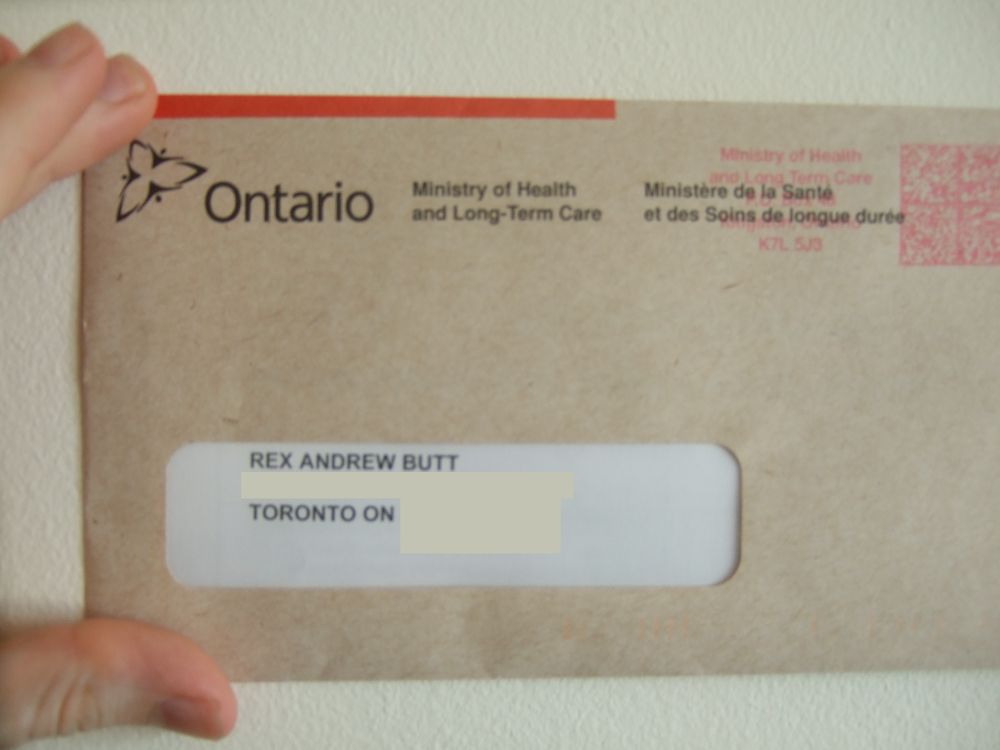 Ontario
Ministry of Health
and Long-Term Care
Ministère de la Santé
et des Soins de longue durée
Ministry of Health
and Long Term Care
K7L 5J3
REX ANDREW BUTT
TORONTO ON